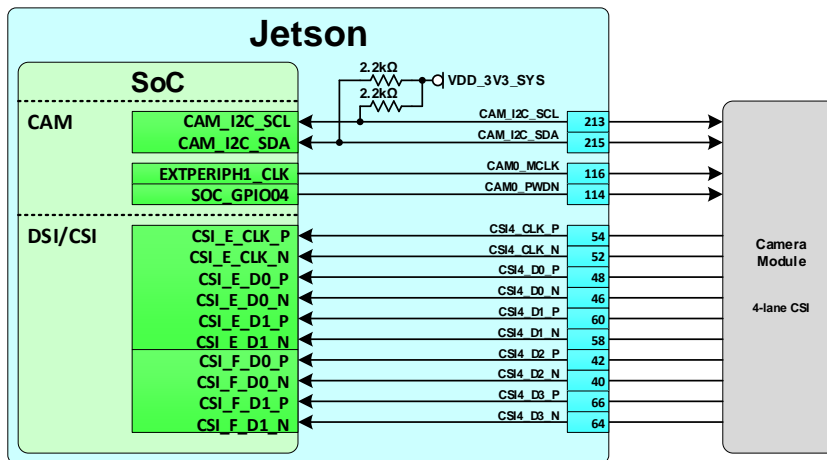 Jetson
SoC
2.2kΩ
VDD_3V3_SYS
2.2kΩ
CAM
CAM_I2C_SCL CAM_I2C_SCL 213
CAM_I2C_SDA CAM_I2C_SDA 215
EXTPERIPH1_CLK CAM0_MCLK 116
SOC_GPIO04 CAM0_PWDN 114
DSI/CSI
CSI_E_CLK_P CSI4_CLK_P 54
CSI_E_CLK_N CSI4_CLK_N 52
CSI_E_D0_P CSI4_D0_P 48
CSI_E_D0_N CSI4_D0_N 46
CSI_E_D1_P CSI4_D1_P 60
CSI_E_D1_N CSI4_D1_N 58
CSI_F_D0_P CSI4_D2_P 42
CSI_F_D0_N CSI4_D2_N 40
CSI_F_D1_P CSI4_D3_P 66
CSI_F_D1_N CSI4_D3_N 64
Camera
Module
4-lane CSI